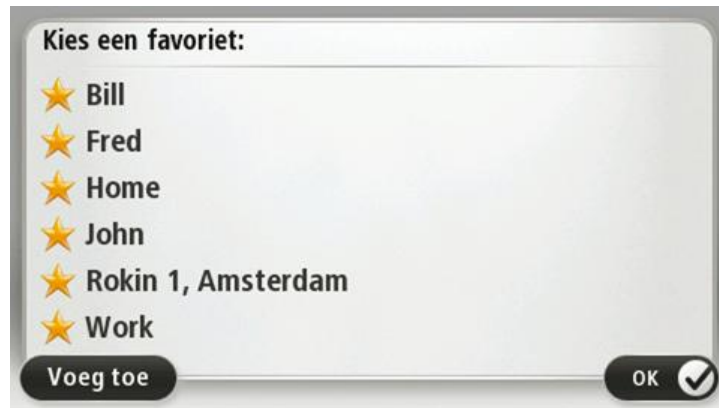 Kies een favoriet:
Bill
Fred
Home
John
Rokin 1, Amsterdam
Work
Voeg toe
OK